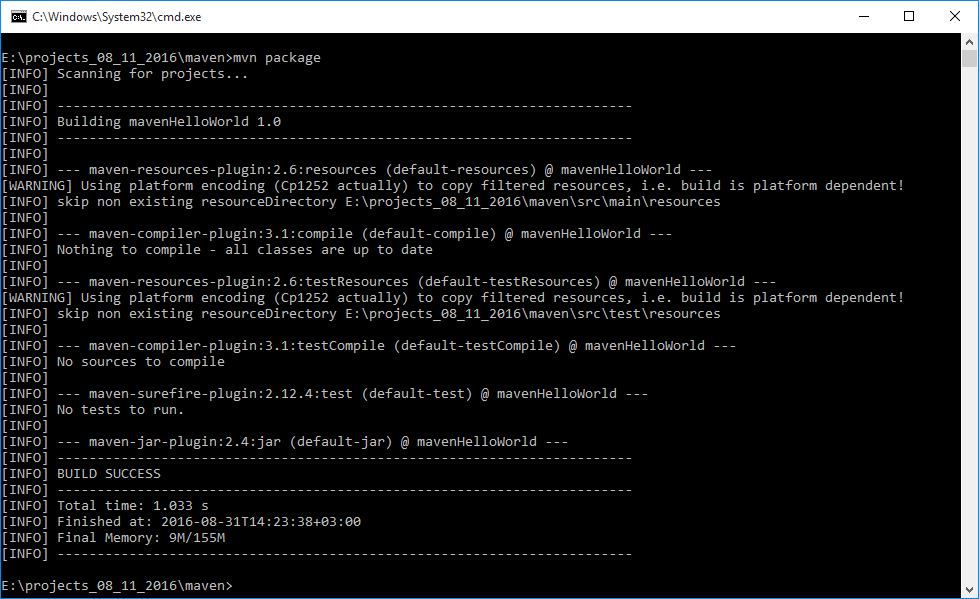 C:\Windows\System32\cmd.exe
E:\projects_08_11_2016\maven>mvn package
[INFO] Scanning for projects...
[INFO]
[INFO] ------------------------------------------------------------------------
[INFO] Building mavenHelloWorld 1.0
[INFO] ------------------------------------------------------------------------
[INFO]
[INFO] --- maven-resources-plugin:2.6:resources (default-resources) @ mavenHelloWorld ---
[WARNING] Using platform encoding (Cp1252 actually) to copy filtered resources, i.e. build is platform dependent!
[INFO] skip non existing resourceDirectory E:\projects_08_11_2016\maven\src\main\resources
[INFO]
[INFO] --- maven-compiler-plugin:3.1:compile (default-compile) @ mavenHelloWorld ---
[INFO] Nothing to compile - all classes are up to date
[INFO]
[INFO] --- maven-resources-plugin:2.6:testResources (default-testResources) @ mavenHelloWorld ---
[WARNING] Using platform encoding (Cp1252 actually) to copy filtered resources, i.e. build is platform dependent!
[INFO] skip non existing resourceDirectory E:\projects_08_11_2016\maven\src\test\resources
[INFO]
[INFO] --- maven-compiler-plugin:3.1:testCompile (default-testCompile) @ mavenHelloWorld ---
[INFO] No sources to compile
[INFO]
[INFO] --- maven-surefire-plugin:2.12.4:test (default-test) @ mavenHelloWorld ---
[INFO] No tests to run.
[INFO]
[INFO] --- maven-jar-plugin:2.4:jar (default-jar) @ mavenHelloWorld ---
[INFO] ------------------------------------------------------------------------
[INFO] BUILD SUCCESS
[INFO] ------------------------------------------------------------------------
[INFO] Total time: 1.033 s
[INFO] Finished at: 2016-08-31T14:23:38+03:00
[INFO] Final Memory: 9M/155M
[INFO] ------------------------------------------------------------------------
E:\projects_08_11_2016\maven>